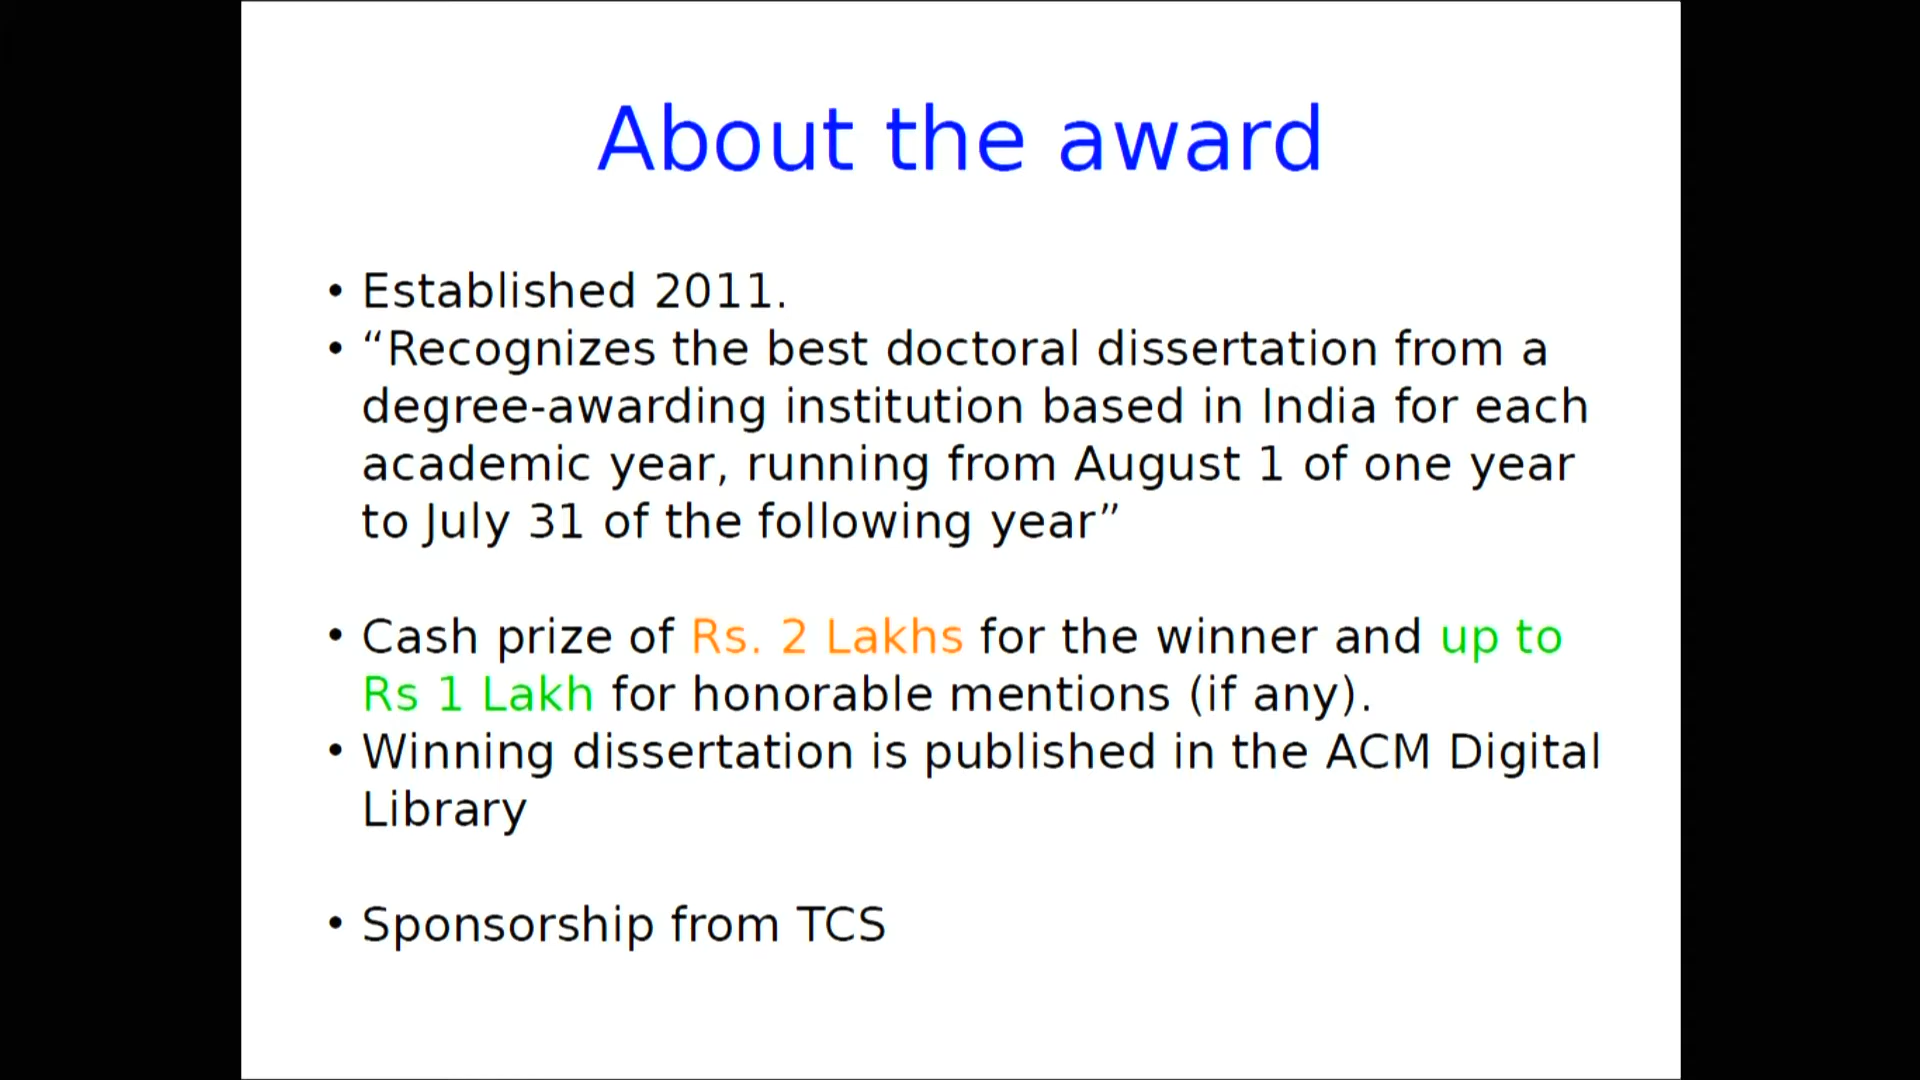 About the award
• Established 2011.
• “Recognizes the best doctoral dissertation from a
degree-awarding institution based in India for each
academic year, running from August 1 of one year
to July 31 of the following year”
• Cash prize of Rs. 2 Lakhs for the winner and up to
Rs 1 Lakh for honorable mentions (if any).
• Winning dissertation is published in the ACM Digital
Library
• Sponsorship from TCS